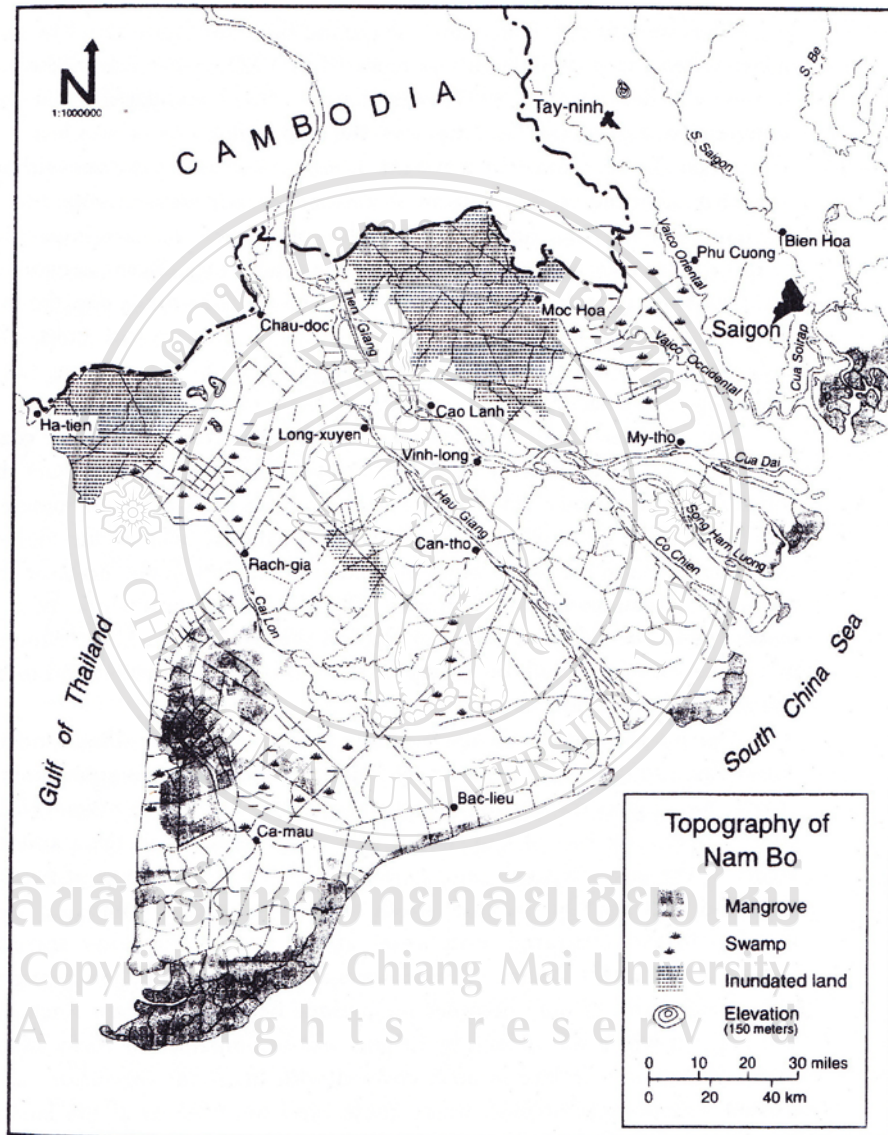 N
1:1000000
CAMBODIA
Tay-ninh
S. Be
S. Saigon
Vaico Oriental
Phu Cuong
Bien Hoa
Saigon
Moc Hoa
Vaico Occidental
Cua Soirap
Chau-doc
Tien Giang
Ha-tien
Long-xuyen
Cao Lanh
Vinh-long
My-tho
Cua Dai
Hau Giang
Song Ham Luong
Co Chien
Can-tho
Rach-gia
Cai Lon
Gulf of Thailand
South China Sea
Bac-lieu
Ca-mau
Topography of
Nam Bo
Mangrove
Swamp
Inundated land
Elevation
(150 meters)
0 10 20 30 miles
0 20 40 km
ลิขสิทธิ์มหาวิทยาลัยเชียงใหม่
Copyright by Chiang Mai University
All rights reserved
UNIVERSITY 1964